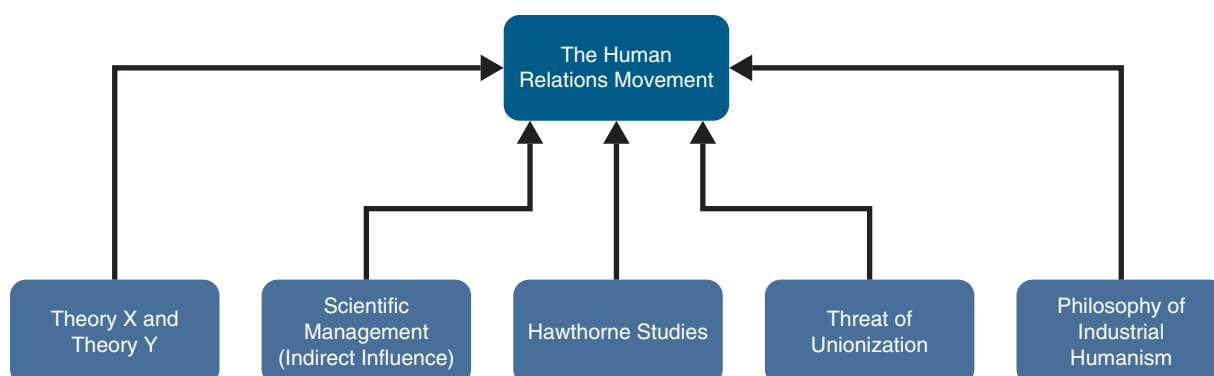 The Human
Relations Movement
Theory X and
Theory Y
Scientific
Management
(Indirect Influence)
Hawthorne Studies
Threat of
Unionization
Philosophy of
Industrial
Humanism